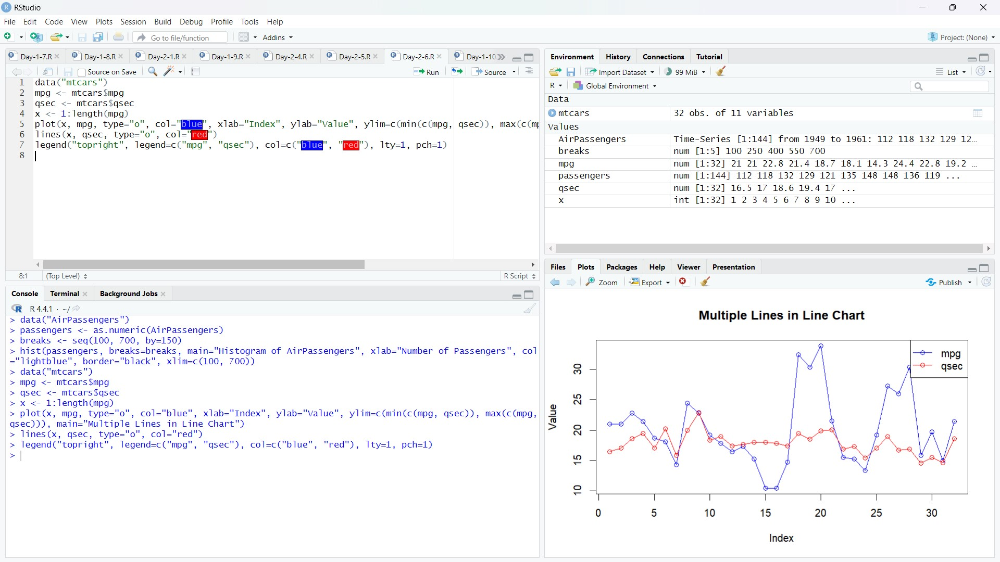 RStudio
File Edit Code View Plots Session Build Debug Profile Tools Help
Go to file/function Addins Project: (None)
Day-1-7.R Day-1-8.R Day-2-1.R Day-1-9.R Day-2-4.R Day-2-5.R Day-2-6.R Day-1-10
Source on Save Run Source
1 data("mtcars")
2 mpg <- mtcars$mpg
3 qsec <- mtcars$qsec
4 x <- 1:length(mpg)
5 plot(x, mpg, type="o", col="blue", xlab="Index", ylab="Value", ylim=c(min(c(mpg, qsec)), max(c(mp
6 lines(x, qsec, type="o", col="red")
7 legend("topright", legend=c("mpg", "qsec"), col=c("blue", "red"), lty=1, pch=1)
8
8:1 (Top Level) R Script
Console Terminal Background Jobs
R 4.4.1 · ~/
> data("AirPassengers")
> passengers <- as.numeric(AirPassengers)
> breaks <- seq(100, 700, by=150)
> hist(passengers, breaks=breaks, main="Histogram of AirPassengers", xlab="Number of Passengers", col
="lightblue", border="black", xlim=c(100, 700))
> data("mtcars")
> mpg <- mtcars$mpg
> qsec <- mtcars$qsec
> x <- 1:length(mpg)
> plot(x, mpg, type="o", col="blue", xlab="Index", ylab="Value", ylim=c(min(c(mpg, qsec)), max(c(mpg,
qsec))), main="Multiple Lines in Line Chart")
> lines(x, qsec, type="o", col="red")
> legend("topright", legend=c("mpg", "qsec"), col=c("blue", "red"), lty=1, pch=1)
>
Environment History Connections Tutorial
Import Dataset 99 MiB List
R Global Environment
Data
mtcars 32 obs. of 11 variables
Values
AirPassengers Time-Series [1:144] from 1949 to 1961: 112 118 132 129 12…
breaks num [1:5] 100 250 400 550 700
mpg num [1:32] 21 21 22.8 21.4 18.7 18.1 14.3 24.4 22.8 19.2 …
passengers num [1:144] 112 118 132 129 121 135 148 148 136 119 ...
qsec num [1:32] 16.5 17 18.6 19.4 17 ...
x int [1:32] 1 2 3 4 5 6 7 8 9 10 ...
Files Plots Packages Help Viewer Presentation
Zoom Export Publish
Multiple Lines in Line Chart
mpg
qsec
Value
30
25
20
15
10
0 5 10 15 20 25 30
Index